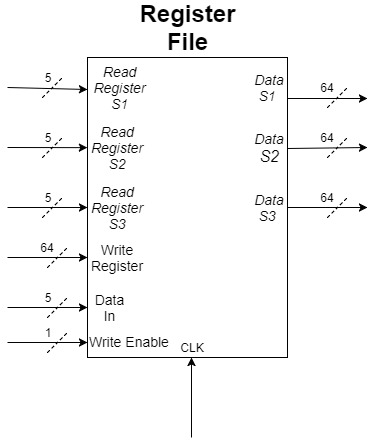 Register
File
5
Read
Register
S1
Data
S1
64
5
Read
Register
S2
Data
S2
64
5
Read
Register
S3
Data
S3
64
64
Write
Register
5
Data
In
1
Write Enable
CLK